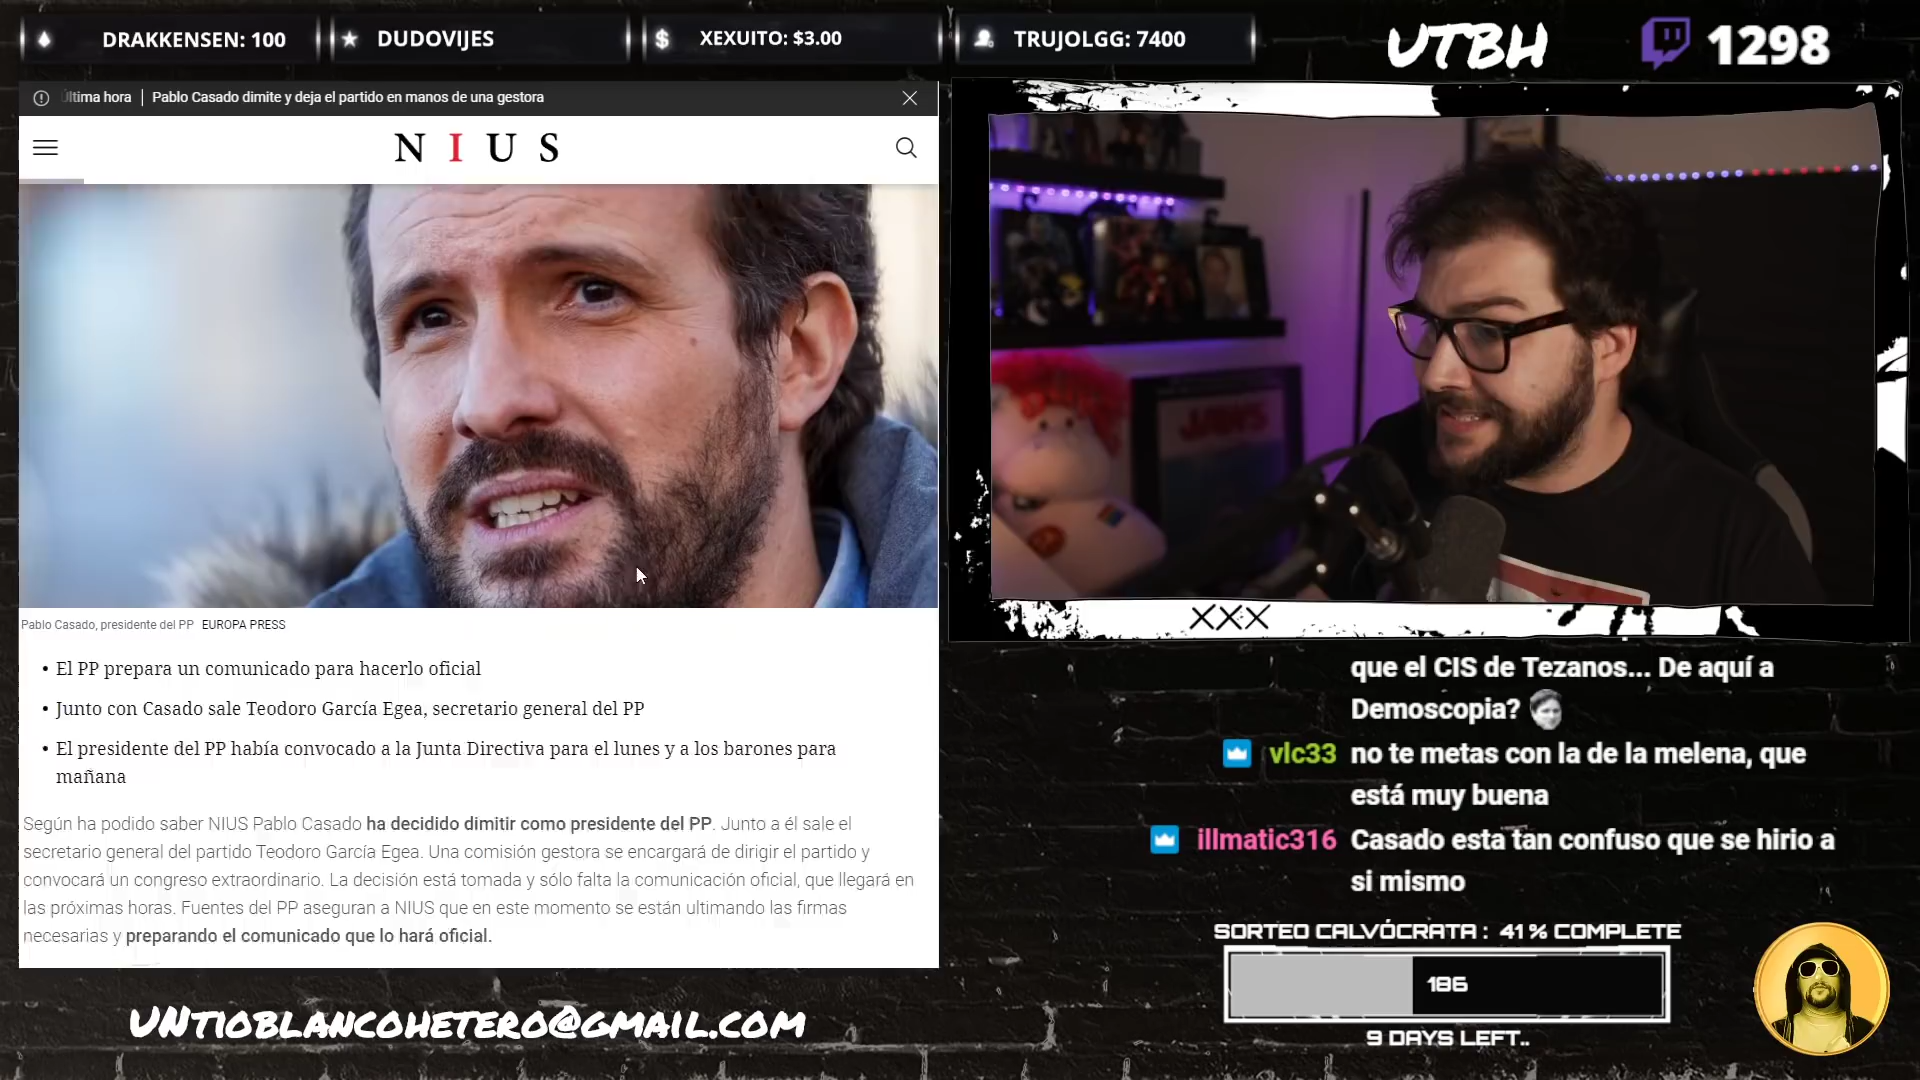 DRAKKENSEN: 100
DUDOVIJES
XEXUITO: $3.00
TRUJOLGG: 7400
UTBH
1298
Última hora | Pablo Casado dimite y deja el partido en manos de una gestora
NIUS
Pablo Casado, presidente del PP EUROPA PRESS
• El PP prepara un comunicado para hacerlo oficial
• Junto con Casado sale Teodoro García Egea, secretario general del PP
• El presidente del PP había convocado a la Junta Directiva para el lunes y a los barones para
mañana
Según ha podido saber NIUS Pablo Casado ha decidido dimitir como presidente del PP. Junto a él sale el
secretario general del partido Teodoro García Egea. Una comisión gestora se encargará de dirigir el partido y
convocará un congreso extraordinario. La decisión está tomada y sólo falta la comunicación oficial, que llegará en
las próximas horas. Fuentes del PP aseguran a NIUS que en este momento se están ultimando las firmas
necesarias y preparando el comunicado que lo hará oficial.
UNTIOBLANCOHETERO@GMAIL.COM
JAWS
XXX
que el CIS de Tezanos... De aquí a
Demoscopia?
vlc33 no te metas con la de la melena, que
está muy buena
illmatic316 Casado esta tan confuso que se hirio a
si mismo
SORTEO CALVÓCRATA : 41% COMPLETE
186
9 DAYS LEFT..